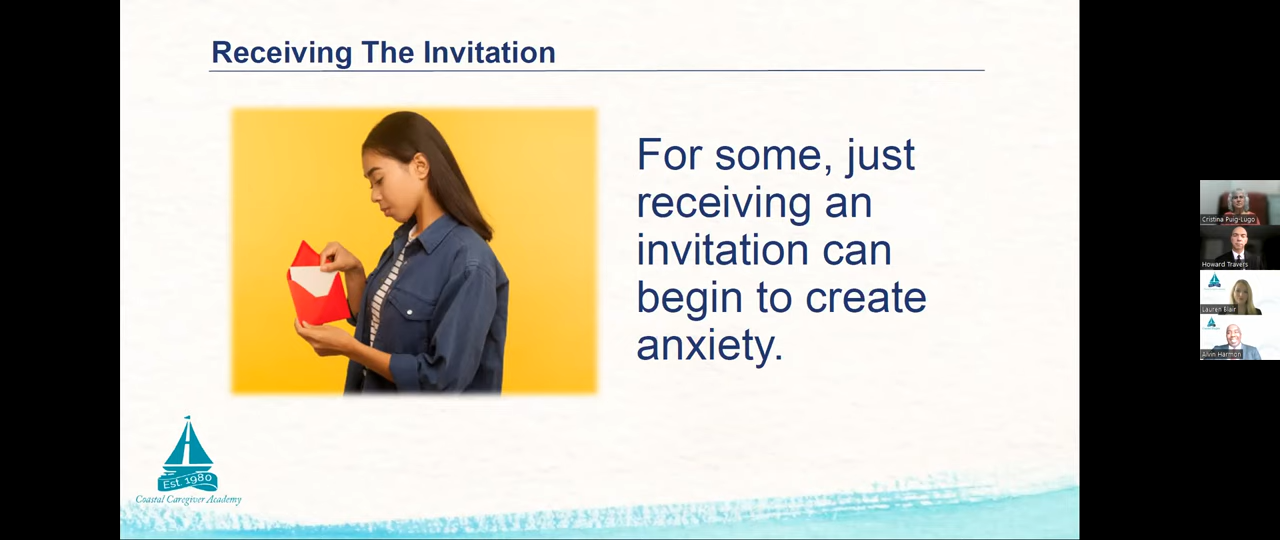 Receiving The Invitation
For some, just
receiving an
invitation can
begin to create
anxiety.
Est 1980
Coastal Caregiver Academy
Cristina Puig-Lugo
Howard Travers
Lauren Blair
Alvin Harmon